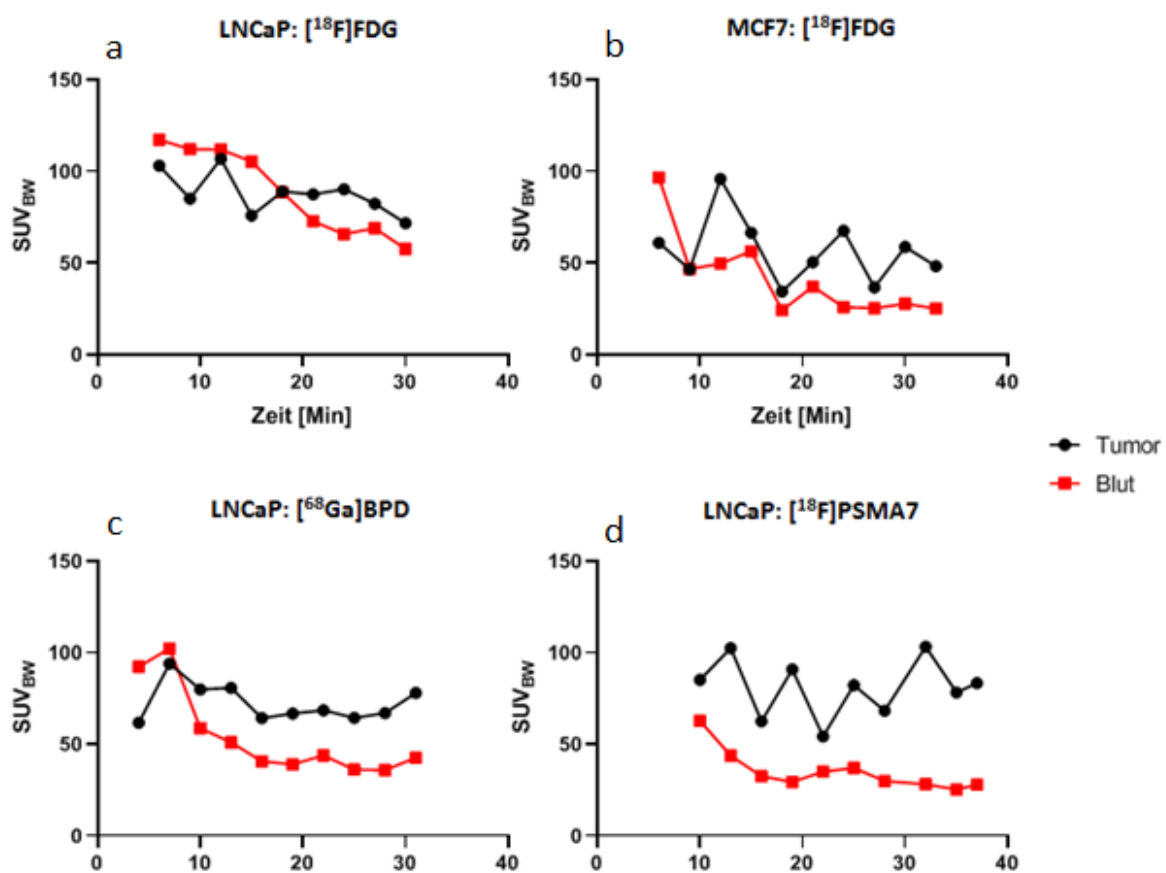 a
LNCaP: [¹⁸F]FDG
150
100
50
0
SUVBW
0 10 20 30 40
Zeit [Min]
b
MCF7: [¹⁸F]FDG
150
100
50
0
SUVBW
0 10 20 30 40
Zeit [Min]
Tumor
Blut
c
LNCaP: [⁶⁸Ga]BPD
150
100
50
0
SUVBW
0 10 20 30 40
d
LNCaP: [¹⁸F]PSMA7
150
100
50
0
SUVBW
0 10 20 30 40